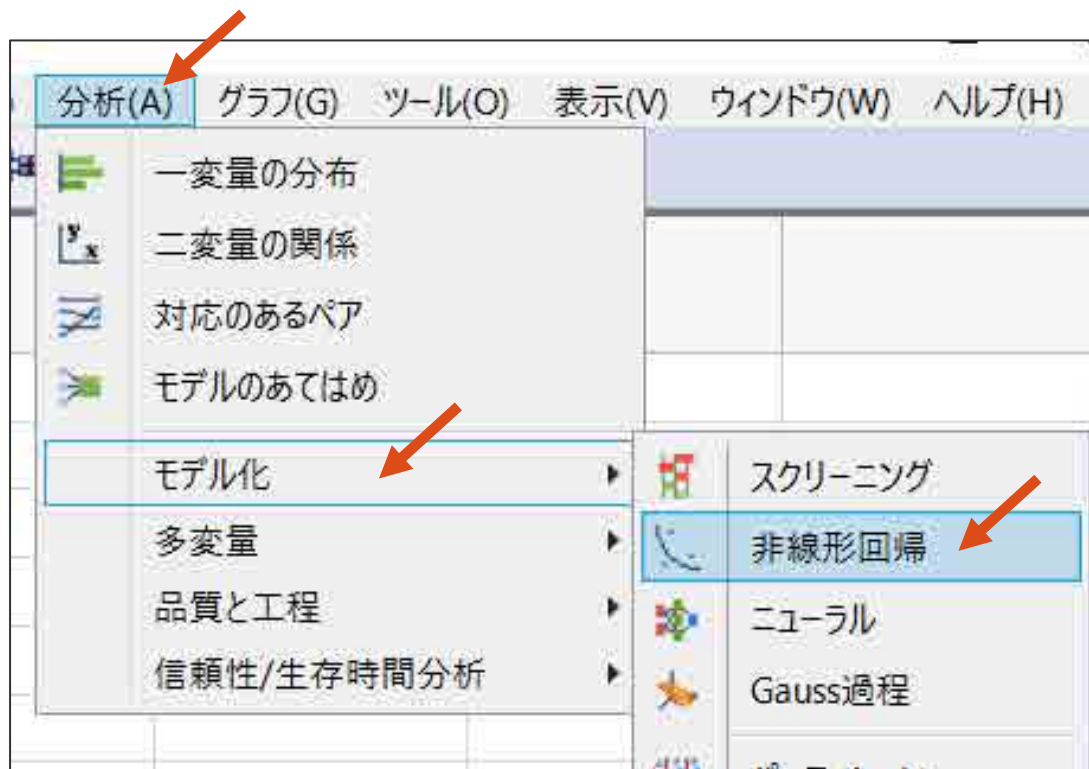 分析(A) グラフ(G) ツール(O) 表示(V) ウィンドウ(W) ヘルプ(H)
一変量の分布
y x
二変量の関係
対応のあるペア
モデルのあてはめ
モデル化
多変量
品質と工程
信頼性/生存時間分析
スクリーニング
非線形回帰
ニューラル
Gauss過程